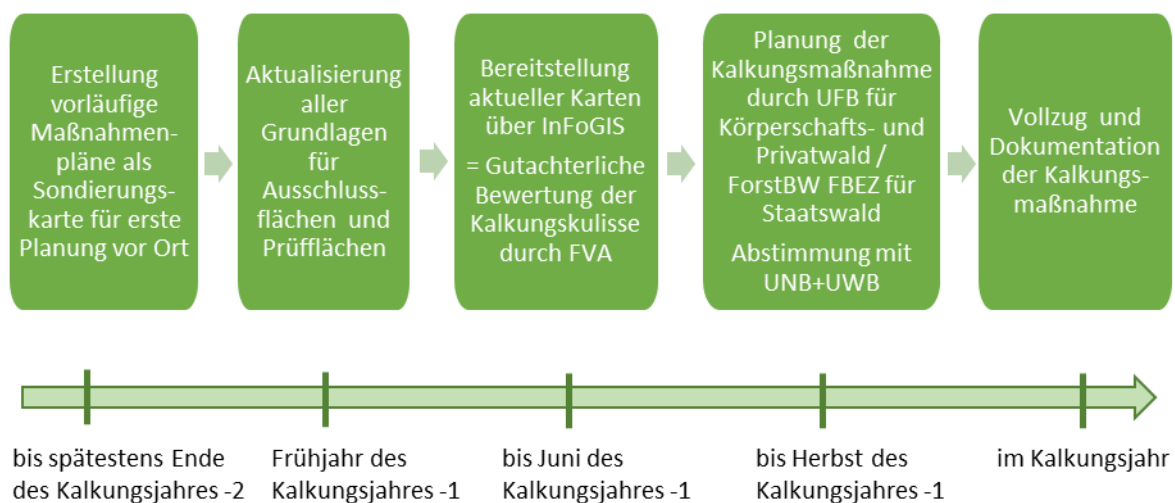 Erstellung
vorläufige
Maßnahmen-
pläne als
Sondierungs-
karte für erste
Planung vor Ort
Aktualisierung
aller
Grundlagen
für
Ausschluss-
flächen und
Prüfflächen
Bereitstellung
aktueller Karten
über InFoGIS
= Gutachterliche
Bewertung der
Kalkungskulisse
durch FVA
Planung der
Kalkungsmaßnahme
durch UFB für
Körperschafts- und
Privatwald /
ForstBW FBEZ für
Staatswald
Abstimmung mit
UNB+UWB
Vollzug und
Dokumentation
der Kalkungs-
maßnahme
bis spätestens Ende
des Kalkungsjahres -2
Frühjahr des
Kalkungsjahres -1
bis Juni des
Kalkungsjahres -1
bis Herbst des
Kalkungsjahres -1
im Kalkungsjahr